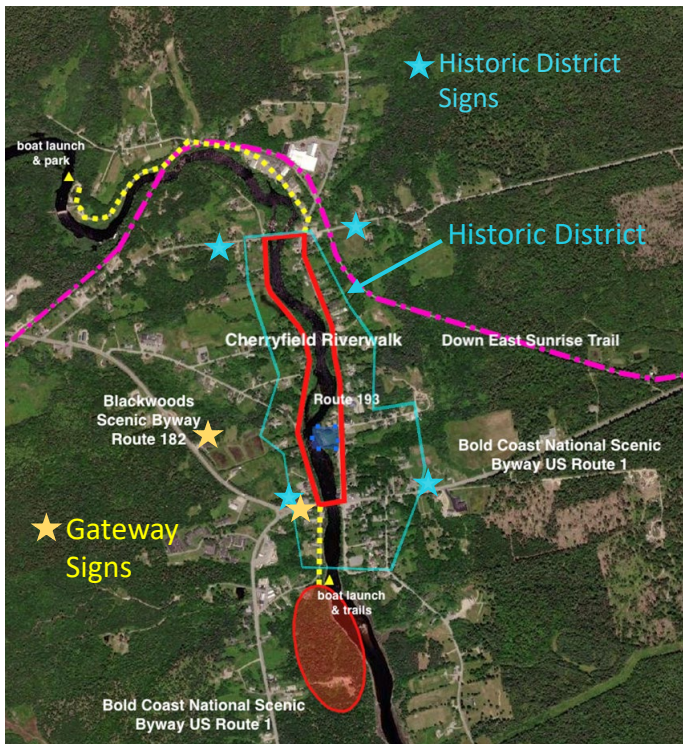 Historic District
Signs
boat launch
& park
Historic District
Cherryfield Riverwalk
Down East Sunrise Trail
Blackwoods
Scenic Byway
Route 182
Route 193
Bold Coast National Scenic
Byway US Route 1
Gateway
Signs
boat launch
& trails
Bold Coast National Scenic
Byway US Route 1